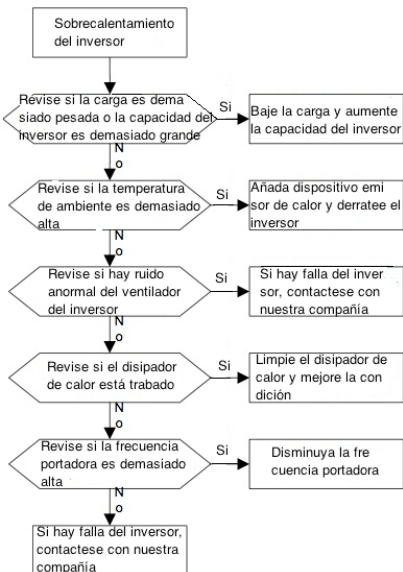 Sobrecalentamiento
del inversor
Revise si la carga es dema
siado pesada o la capacidad del
inversor es demasiado grande
Si
Baje la carga y aumente
la capacidad del inversor
N
o
Revise si la temperatura
de ambiente es demasiado
alta
Si
Añada dispositivo emi
sor de calor y derratee el
inversor
N
o
Revise si hay ruido
anormal del ventilador
del inversor
Si
Si hay falla del inver
sor, contactese con
nuestra compañía
N
o
Revise si el disipador
de calor está trabado
Si
Limpie el disipador de
calor y mejore la con
dición
N
o
Revise si la frecuencia
portadora es demasiado
alta
Si
Disminuya la fre
cuencia portadora
N
o
Si hay falla del inversor,
contactese con nuestra
compañía